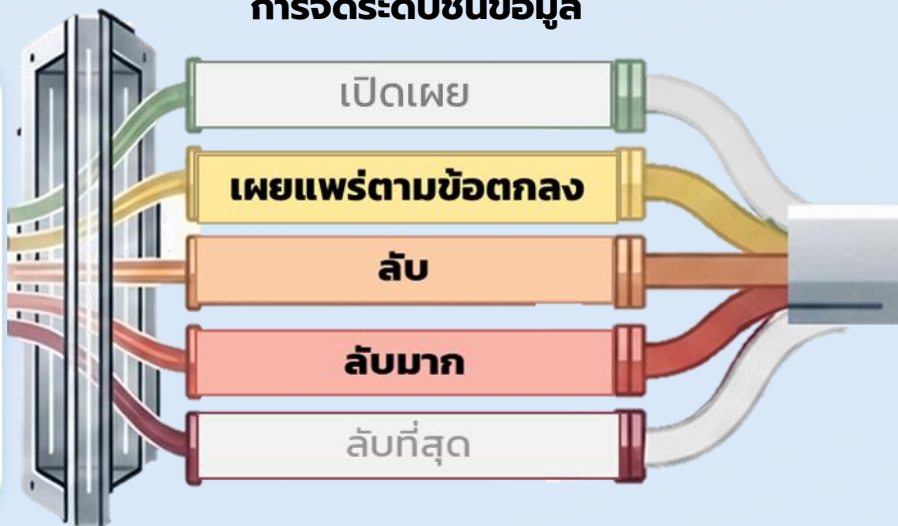 การจัดระดับชั้นข้อมูล
เปิดเผย
เผยแพร่ตามข้อตกลง
ลับ
ลับมาก
ลับที่สุด